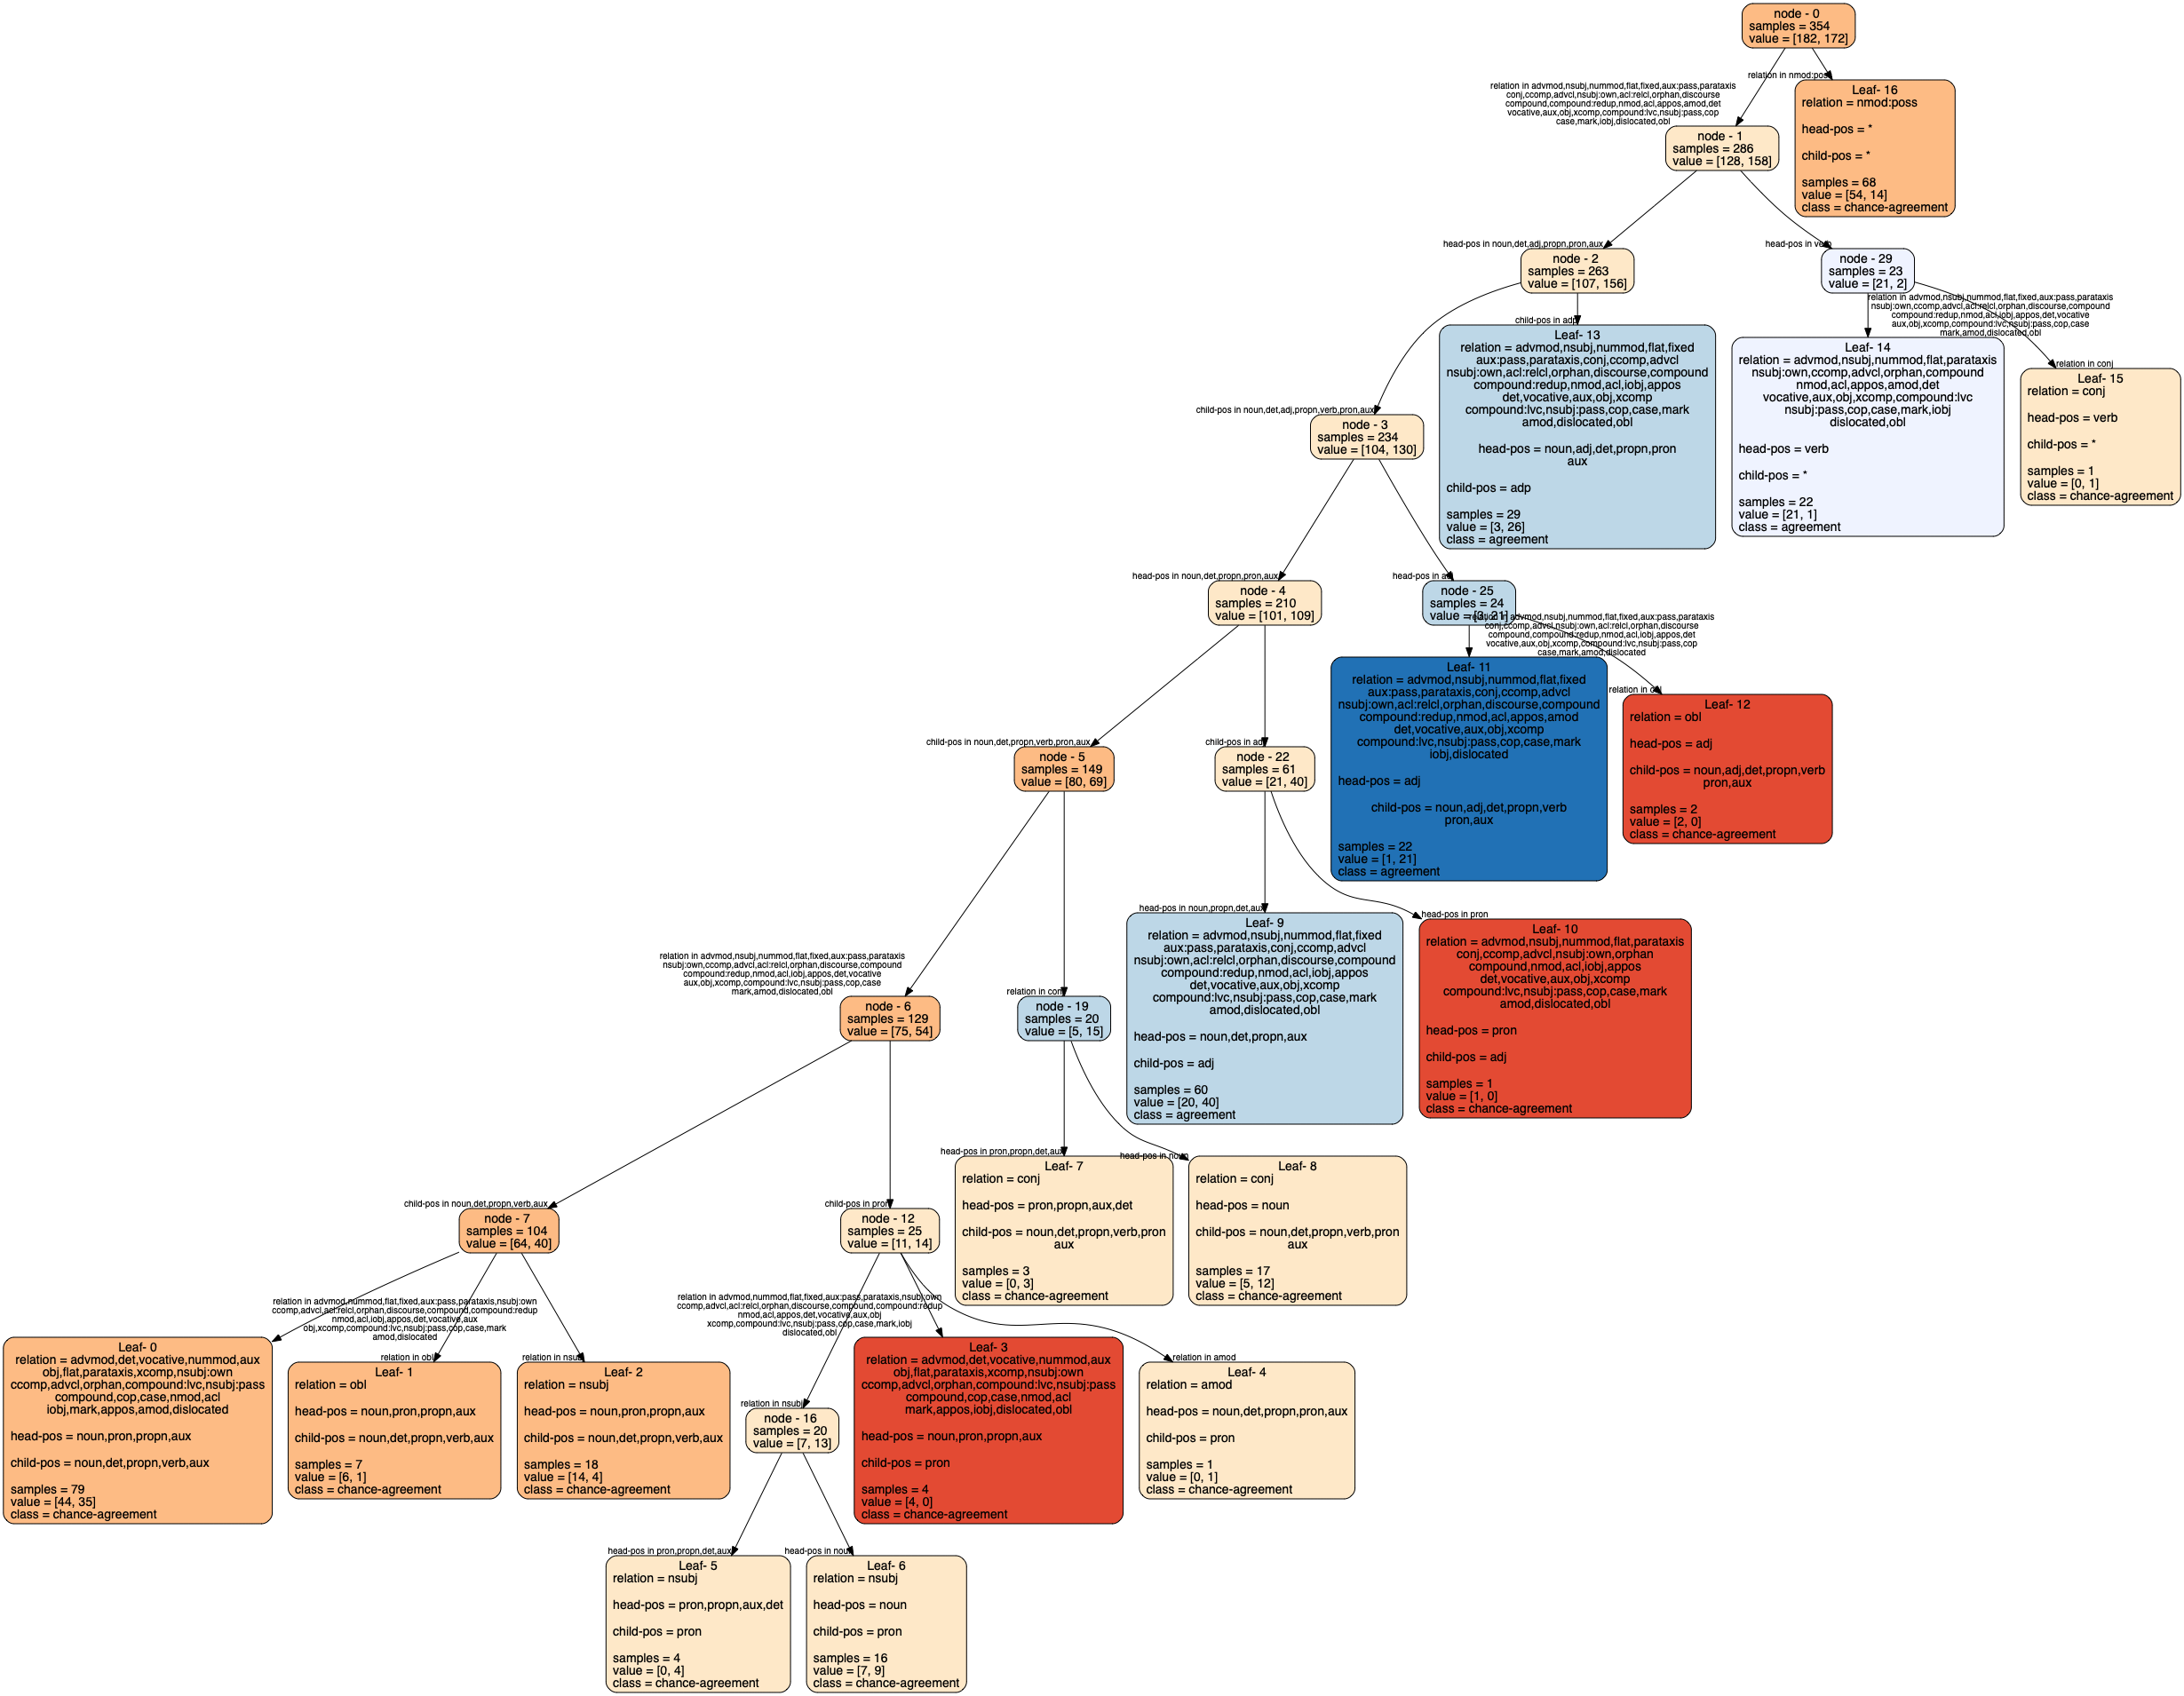 node - 0
samples = 354
value = [182, 172]
relation in advmod,nsubj,nummod,flat,fixed,aux:pass,parataxis
conj,ccomp,advcl,nsubj:own,acl:relcl,orphan,discourse
compound,compound:redup,nmod,acl,appos,amod,det
vocative,aux,obj,xcomp,compound:lvc,nsubj:pass,cop
case,mark,iobj,dislocated,obl
relation in nmod:poss
node - 1
samples = 286
value = [128, 158]
Leaf- 16
relation = nmod:poss
head-pos = *
child-pos = *
samples = 68
value = [54, 14]
class = chance-agreement
head-pos in noun,det,adj,propn,pron,aux
node - 2
samples = 263
value = [107, 156]
head-pos in verb
node - 29
samples = 23
value = [21, 2]
child-pos in adp
Leaf- 13
relation = advmod,nsubj,nummod,flat,fixed
aux:pass,parataxis,conj,ccomp,advcl
nsubj:own,acl:relcl,orphan,discourse,compound
compound:redup,nmod,acl,iobj,appos
det,vocative,aux,obj,xcomp
compound:lvc,nsubj:pass,cop,case,mark
amod,dislocated,obl
head-pos = noun,adj,det,propn,pron
aux
child-pos = adp
samples = 29
value = [3, 26]
class = agreement
relation in advmod,nsubj,nummod,flat,fixed,aux:pass,parataxis
nsubj:own,ccomp,advcl,acl:relcl,orphan,discourse,compound
compound:redup,nmod,acl,iobj,appos,det,vocative
aux,obj,xcomp,compound:lvc,nsubj:pass,cop,case
mark,amod,dislocated,obl
Leaf- 14
relation = advmod,nsubj,nummod,flat,parataxis
nsubj:own,ccomp,advcl,orphan,compound
nmod,acl,appos,amod,det
vocative,aux,obj,xcomp,compound:lvc
nsubj:pass,cop,case,mark,iobj
dislocated,obl
head-pos = verb
child-pos = *
samples = 22
value = [21, 1]
class = agreement
relation in conj
Leaf- 15
relation = conj
head-pos = verb
child-pos = *
samples = 1
value = [0, 1]
class = chance-agreement
child-pos in noun,det,adj,propn,verb,pron,aux
node - 3
samples = 234
value = [104, 130]
head-pos in noun,det,propn,pron,aux
node - 4
samples = 210
value = [101, 109]
head-pos in adj
node - 25
samples = 24
value = [3, 21]
relation in advmod,nsubj,nummod,flat,fixed,aux:pass,parataxis
conj,ccomp,advcl,nsubj:own,acl:relcl,orphan,discourse
compound,compound:redup,nmod,acl,iobj,appos,det
vocative,aux,obj,xcomp,compound:lvc,nsubj:pass,cop
case,mark,amod,dislocated
Leaf- 11
relation = advmod,nsubj,nummod,flat,fixed
aux:pass,parataxis,conj,ccomp,advcl
nsubj:own,acl:relcl,orphan,discourse,compound
compound:redup,nmod,acl,appos,amod
det,vocative,aux,obj,xcomp
compound:lvc,nsubj:pass,cop,case,mark
iobj,dislocated
head-pos = adj
child-pos = noun,adj,det,propn,verb
pron,aux
samples = 22
value = [1, 21]
class = agreement
relation in obl
Leaf- 12
relation = obl
head-pos = adj
child-pos = noun,adj,det,propn,verb
pron,aux
samples = 2
value = [2, 0]
class = chance-agreement
child-pos in noun,det,propn,verb,pron,aux
node - 5
samples = 149
value = [80, 69]
child-pos in adj
node - 22
samples = 61
value = [21, 40]
head-pos in noun,propn,det,aux
Leaf- 9
relation = advmod,nsubj,nummod,flat,fixed
aux:pass,parataxis,conj,ccomp,advcl
nsubj:own,acl:relcl,orphan,discourse,compound
compound:redup,nmod,acl,iobj,appos
det,vocative,aux,obj,xcomp
compound:lvc,nsubj:pass,cop,case,mark
amod,dislocated,obl
head-pos = noun,det,propn,aux
child-pos = adj
samples = 60
value = [20, 40]
class = agreement
head-pos in pron
Leaf- 10
relation = advmod,nsubj,nummod,flat,parataxis
conj,ccomp,advcl,nsubj:own,orphan
compound,nmod,acl,iobj,appos
det,vocative,aux,obj,xcomp
compound:lvc,nsubj:pass,cop,case,mark
amod,dislocated,obl
head-pos = pron
child-pos = adj
samples = 1
value = [1, 0]
class = chance-agreement
relation in advmod,nsubj,nummod,flat,fixed,aux:pass,parataxis
nsubj:own,ccomp,advcl,acl:relcl,orphan,discourse,compound
compound:redup,nmod,acl,iobj,appos,det,vocative
aux,obj,xcomp,compound:lvc,nsubj:pass,cop,case
mark,amod,dislocated,obl
node - 6
samples = 129
value = [75, 54]
relation in conj
node - 19
samples = 20
value = [5, 15]
head-pos in pron,propn,det,aux
Leaf- 7
relation = conj
head-pos = pron,propn,aux,det
child-pos = noun,det,propn,verb,pron
aux
samples = 3
value = [0, 3]
class = chance-agreement
head-pos in noun
Leaf- 8
relation = conj
head-pos = noun
child-pos = noun,det,propn,verb,pron
aux
samples = 17
value = [5, 12]
class = chance-agreement
child-pos in noun,det,propn,verb,aux
node - 7
samples = 104
value = [64, 40]
child-pos in pron
node - 12
samples = 25
value = [11, 14]
relation in advmod,nummod,flat,fixed,aux:pass,parataxis,nsubj:own
ccomp,advcl,acl:relcl,orphan,discourse,compound,compound:redup
nmod,acl,iobj,appos,det,vocative,aux
obj,xcomp,compound:lvc,nsubj:pass,cop,case,mark
amod,dislocated
Leaf- 0
relation = advmod,det,vocative,nummod,aux
obj,flat,parataxis,xcomp,nsubj:own
ccomp,advcl,orphan,compound:lvc,nsubj:pass
compound,cop,case,nmod,acl
iobj,mark,appos,amod,dislocated
head-pos = noun,pron,propn,aux
child-pos = noun,det,propn,verb,aux
samples = 79
value = [44, 35]
class = chance-agreement
relation in obl
Leaf- 1
relation = obl
head-pos = noun,pron,propn,aux
child-pos = noun,det,propn,verb,aux
samples = 7
value = [6, 1]
class = chance-agreement
relation in nsubj
Leaf- 2
relation = nsubj
head-pos = noun,pron,propn,aux
child-pos = noun,det,propn,verb,aux
samples = 18
value = [14, 4]
class = chance-agreement
relation in advmod,nummod,flat,fixed,aux:pass,parataxis,nsubj:own
ccomp,advcl,acl:relcl,orphan,discourse,compound,compound:redup
nmod,acl,appos,det,vocative,aux,obj
xcomp,compound:lvc,nsubj:pass,cop,case,mark,iobj
dislocated,obl
Leaf- 3
relation = advmod,det,vocative,nummod,aux
obj,flat,parataxis,xcomp,nsubj:own
ccomp,advcl,orphan,compound:lvc,nsubj:pass
compound,cop,case,nmod,acl
mark,appos,iobj,dislocated,obl
head-pos = noun,pron,propn,aux
child-pos = pron
samples = 4
value = [4, 0]
class = chance-agreement
relation in amod
Leaf- 4
relation = amod
head-pos = noun,det,propn,pron,aux
child-pos = pron
samples = 1
value = [0, 1]
class = chance-agreement
relation in nsubj
node - 16
samples = 20
value = [7, 13]
head-pos in pron,propn,det,aux
Leaf- 5
relation = nsubj
head-pos = pron,propn,aux,det
child-pos = pron
samples = 4
value = [0, 4]
class = chance-agreement
head-pos in noun
Leaf- 6
relation = nsubj
head-pos = noun
child-pos = pron
samples = 16
value = [7, 9]
class = chance-agreement